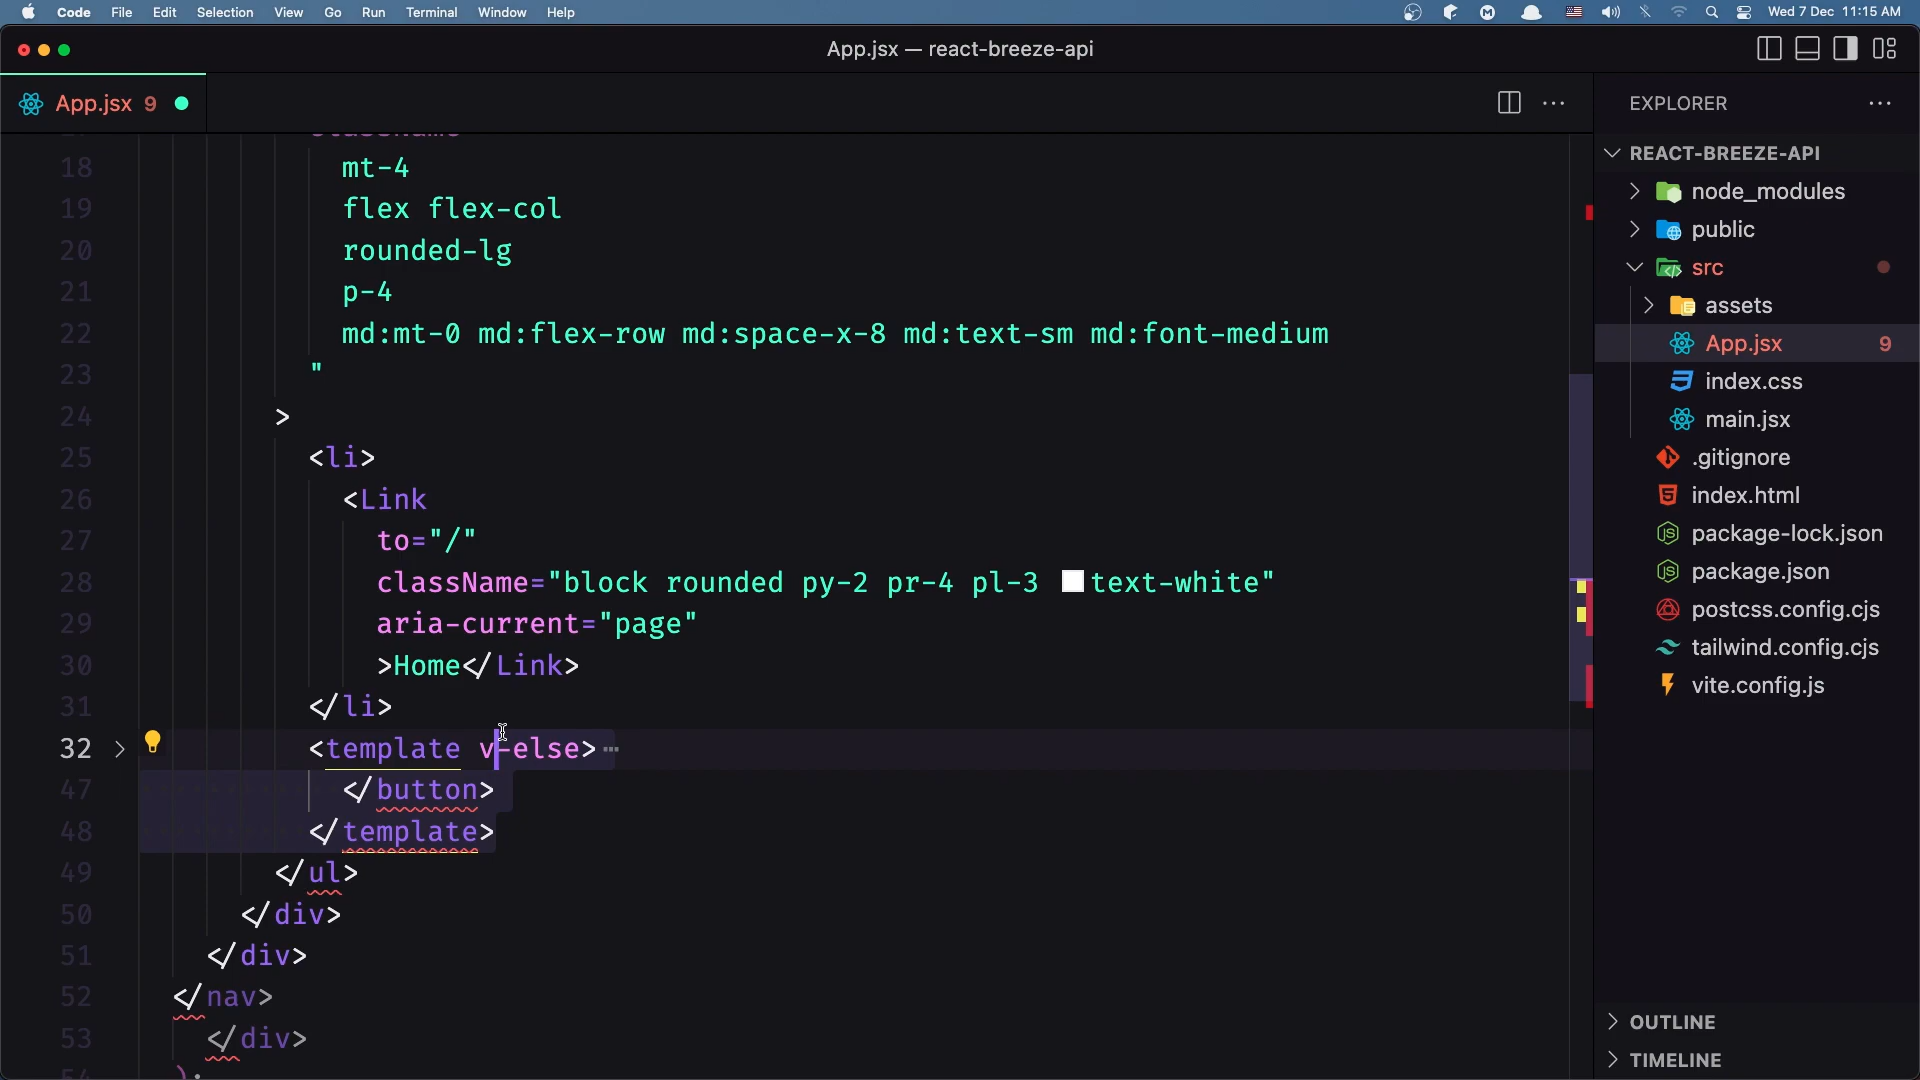 Code File Edit Selection View Go Run Terminal Window Help
Wed 7 Dec 11:15 AM
App.jsx — react-breeze-api
App.jsx 9
18 mt-4
19 flex flex-col
20 rounded-lg
21 p-4
22 md:mt-0 md:flex-row md:space-x-8 md:text-sm md:font-medium
23 "
24 >
25 <li>
26 <Link
27 to="/"
28 className="block rounded py-2 pr-4 pl-3 text-white"
29 aria-current="page"
30 >Home</Link>
31 </li>
32 <template v-else>
47 </button>
48 </template>
49 </ul>
50 </div>
51 </div>
52 </nav>
53 </div>
EXPLORER
REACT-BREEZE-API
node_modules
public
src
assets
App.jsx 9
index.css
main.jsx
.gitignore
index.html
package-lock.json
package.json
postcss.config.cjs
tailwind.config.cjs
vite.config.js
OUTLINE
TIMELINE